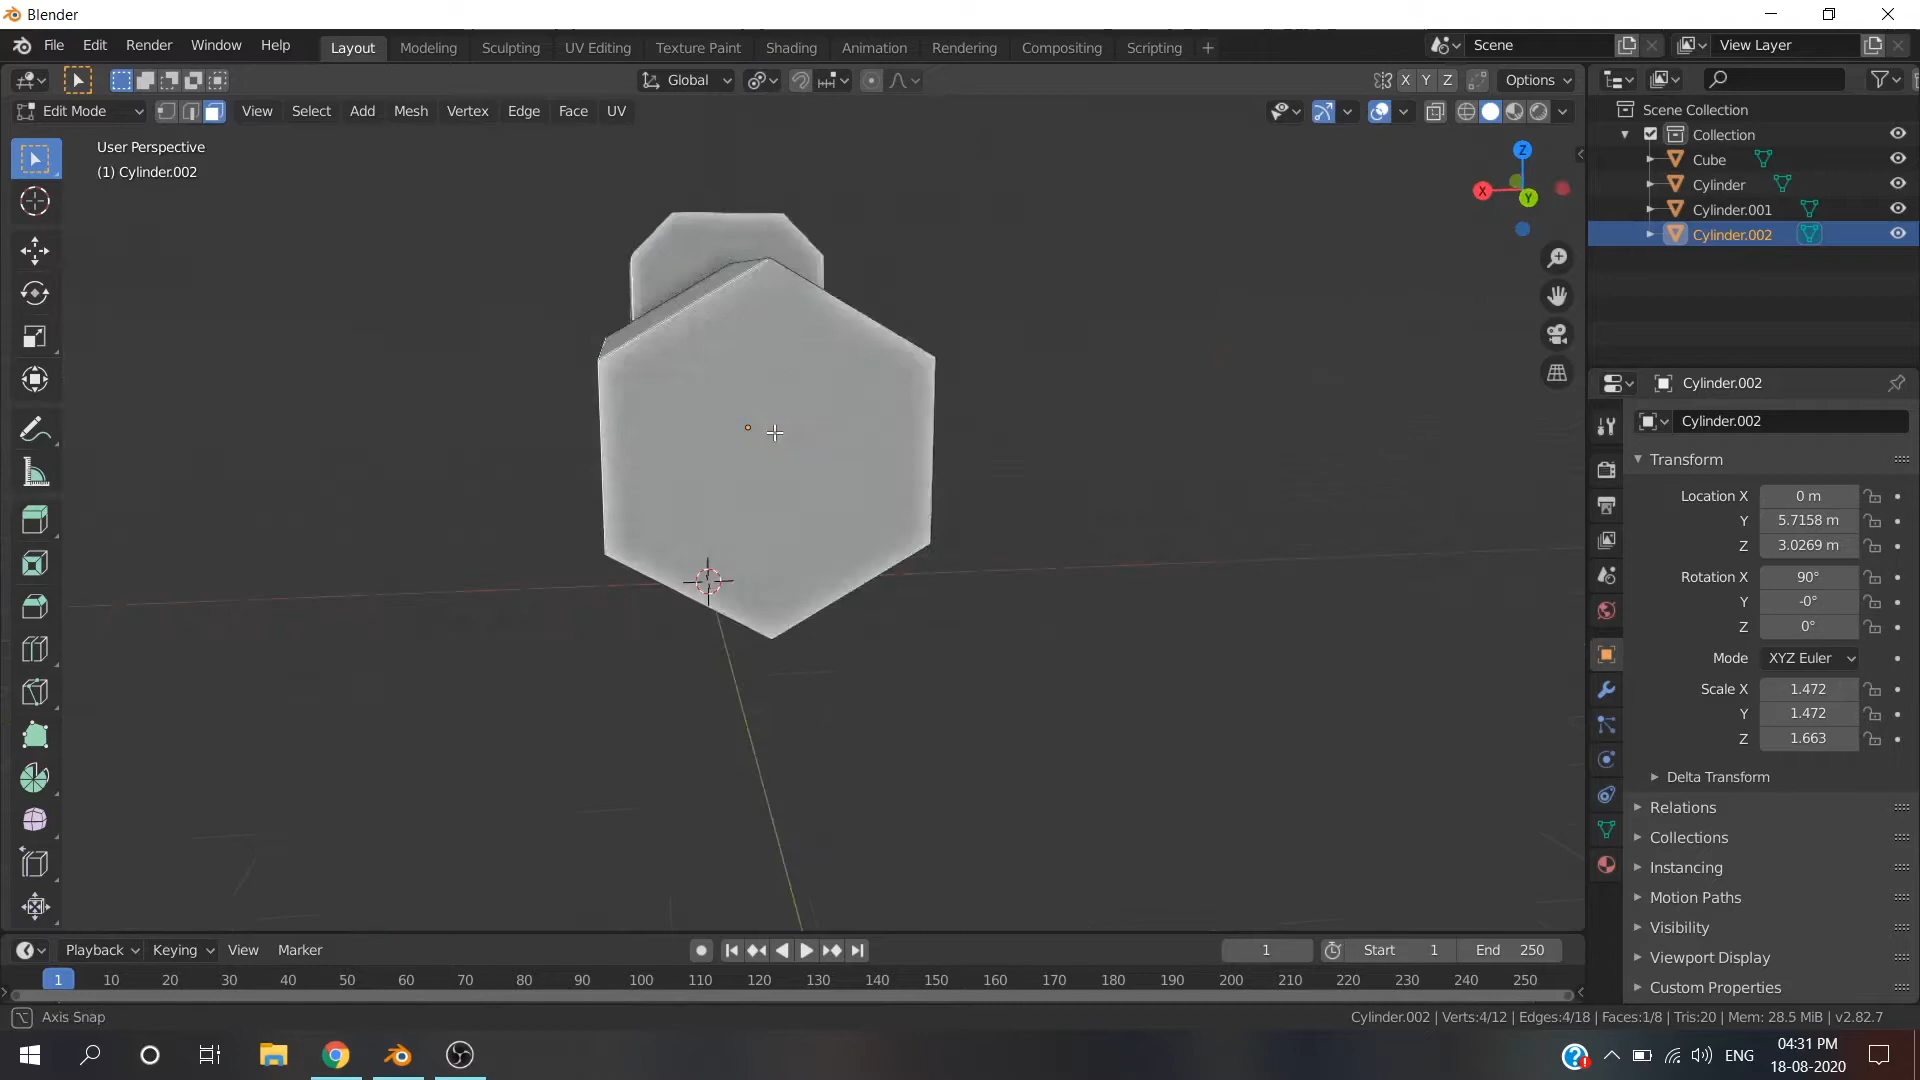 Blender
File Edit Render Window Help Layout Modeling Sculpting UV Editing Texture Paint Shading Animation Rendering Compositing Scripting + Scene View Layer
Global X Y Z Options
Edit Mode View Select Add Mesh Vertex Edge Face UV
User Perspective
(1) Cylinder.002
Z
X
Y
Scene Collection
Collection
Cube
Cylinder
Cylinder.001
Cylinder.002
Cylinder.002
Cylinder.002
Transform
Location X 0 m
Y 5.7158 m
Z 3.0269 m
Rotation X 90°
Y -0°
Z 0°
Mode XYZ Euler
Scale X 1.472
Y 1.472
Z 1.663
Delta Transform
Relations
Collections
Instancing
Motion Paths
Visibility
Viewport Display
Custom Properties
Playback Keying View Marker 1 Start 1 End 250
1 10 20 30 40 50 60 70 80 90 100 110 120 130 140 150 160 170 180 190 200 210 220 230 240 250
Axis Snap
Cylinder.002 | Verts:4/12 | Edges:4/18 | Faces:1/8 | Tris:20 | Mem: 28.5 MiB | v2.82.7
ENG
04:31 PM
18-08-2020